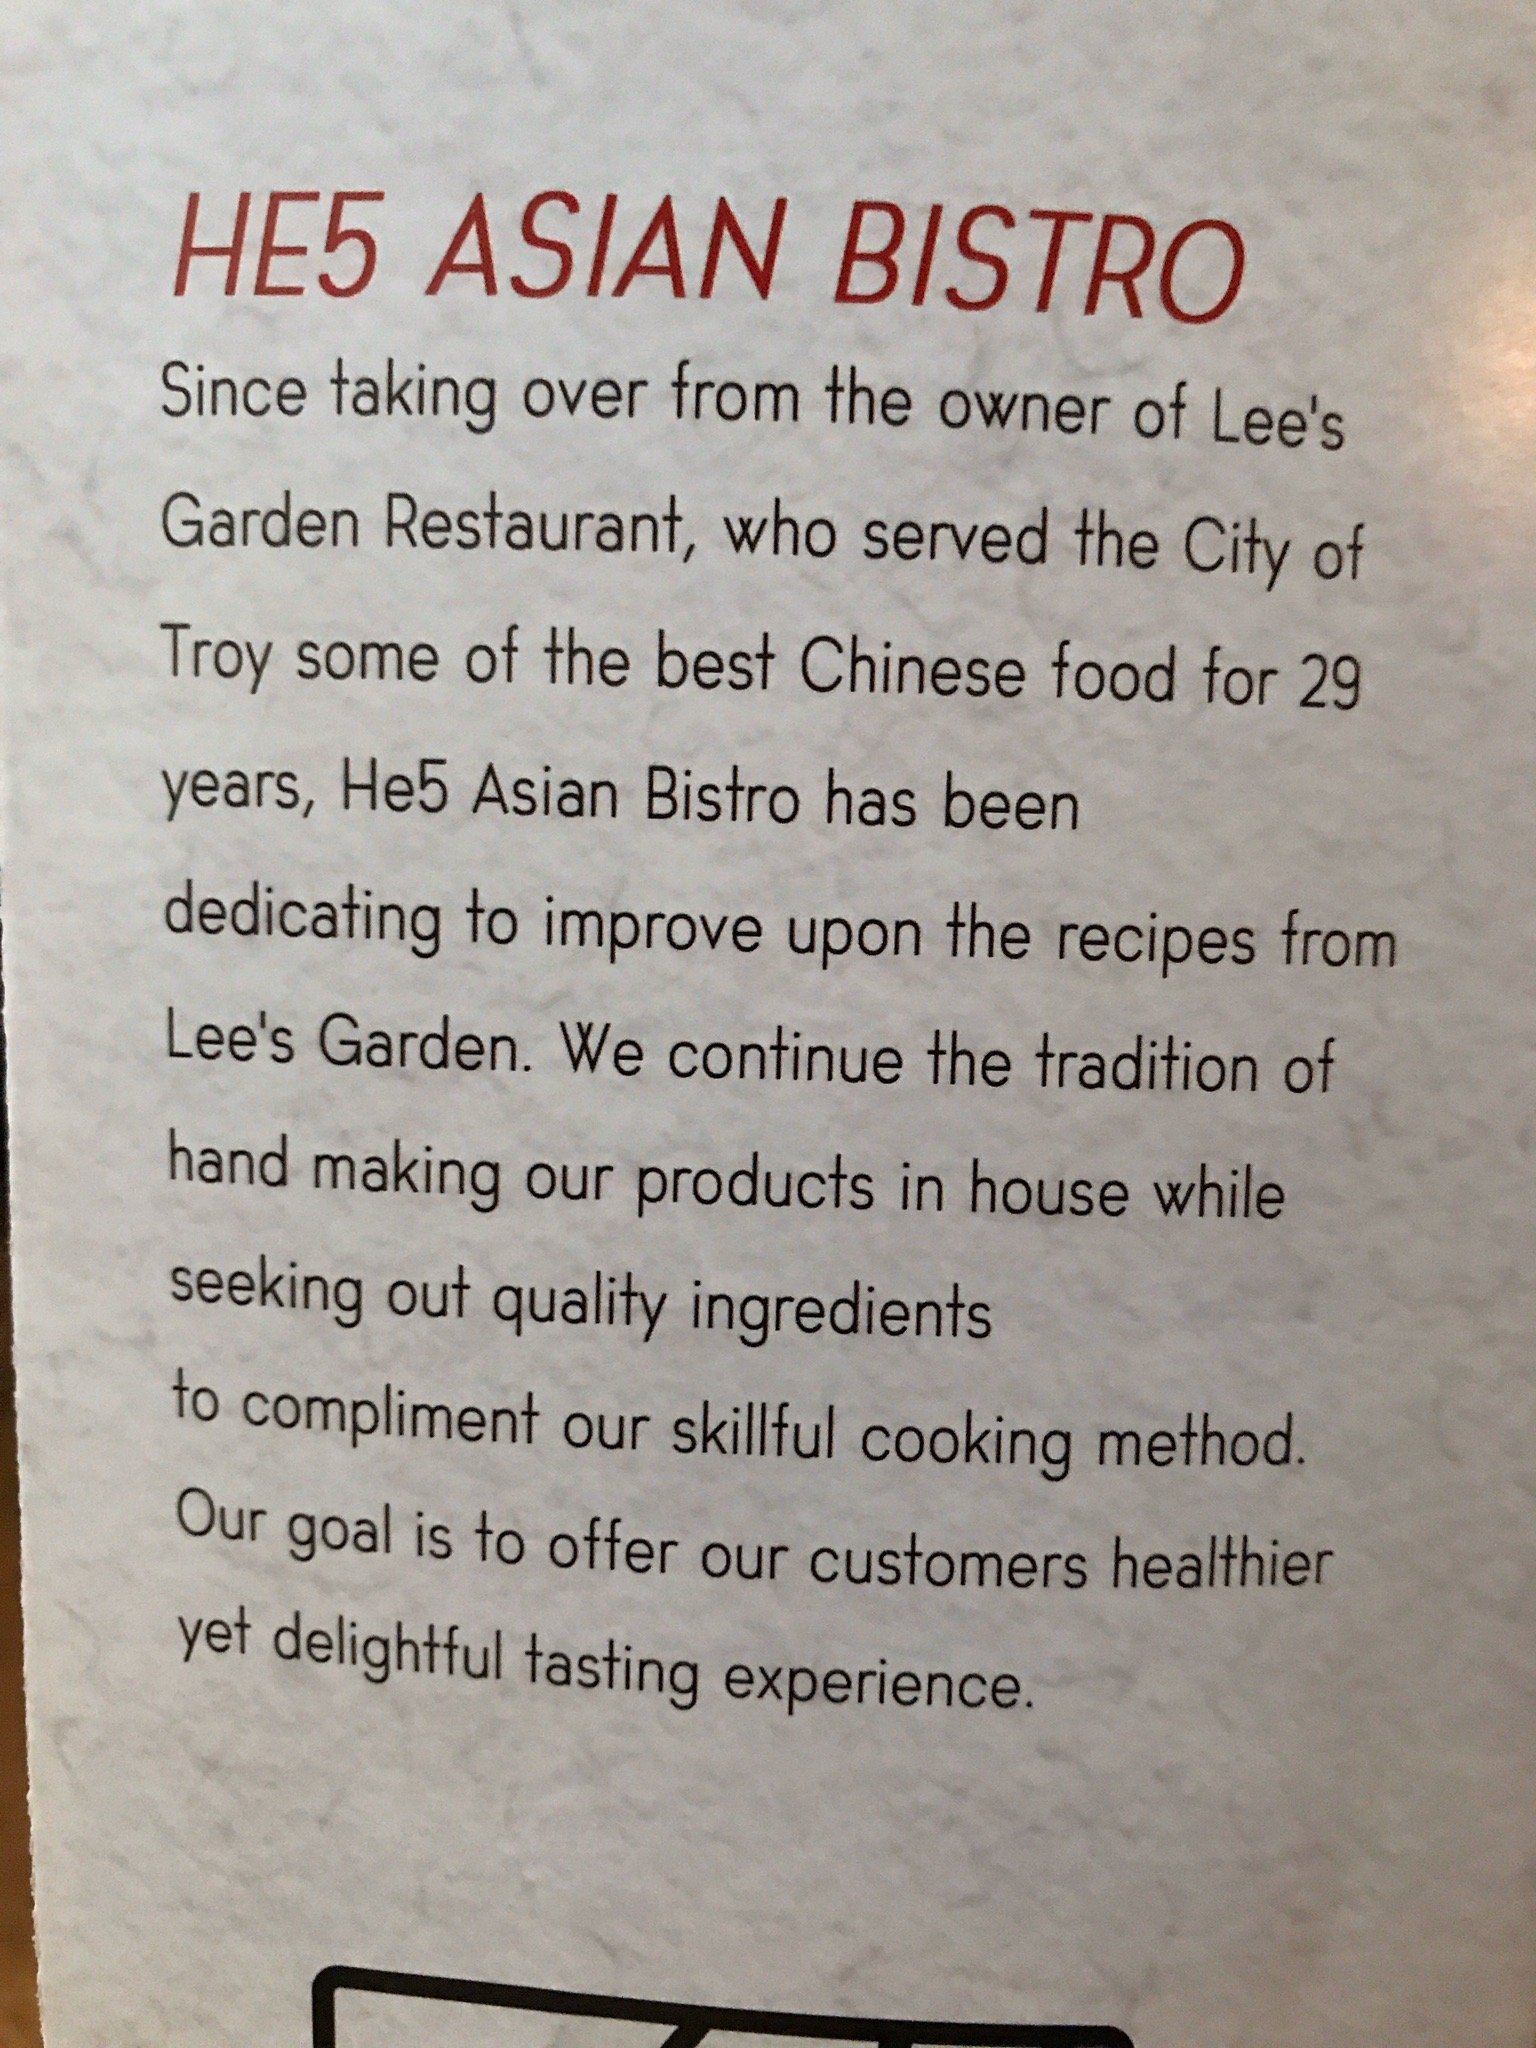 HE5 ASIAN BISTRO
Since taking over from the owner of Lee's
Garden Restaurant, who served the City of
Troy some of the best Chinese food for 29
years, He5 Asian Bistro has been
dedicating to improve upon the recipes from
Lee's Garden. We continue the tradition of
hand making our products in house while
seeking out quality ingredients
to compliment our skillful cooking method.
Our goal is to offer our customers healthier
yet delightful tasting experience.